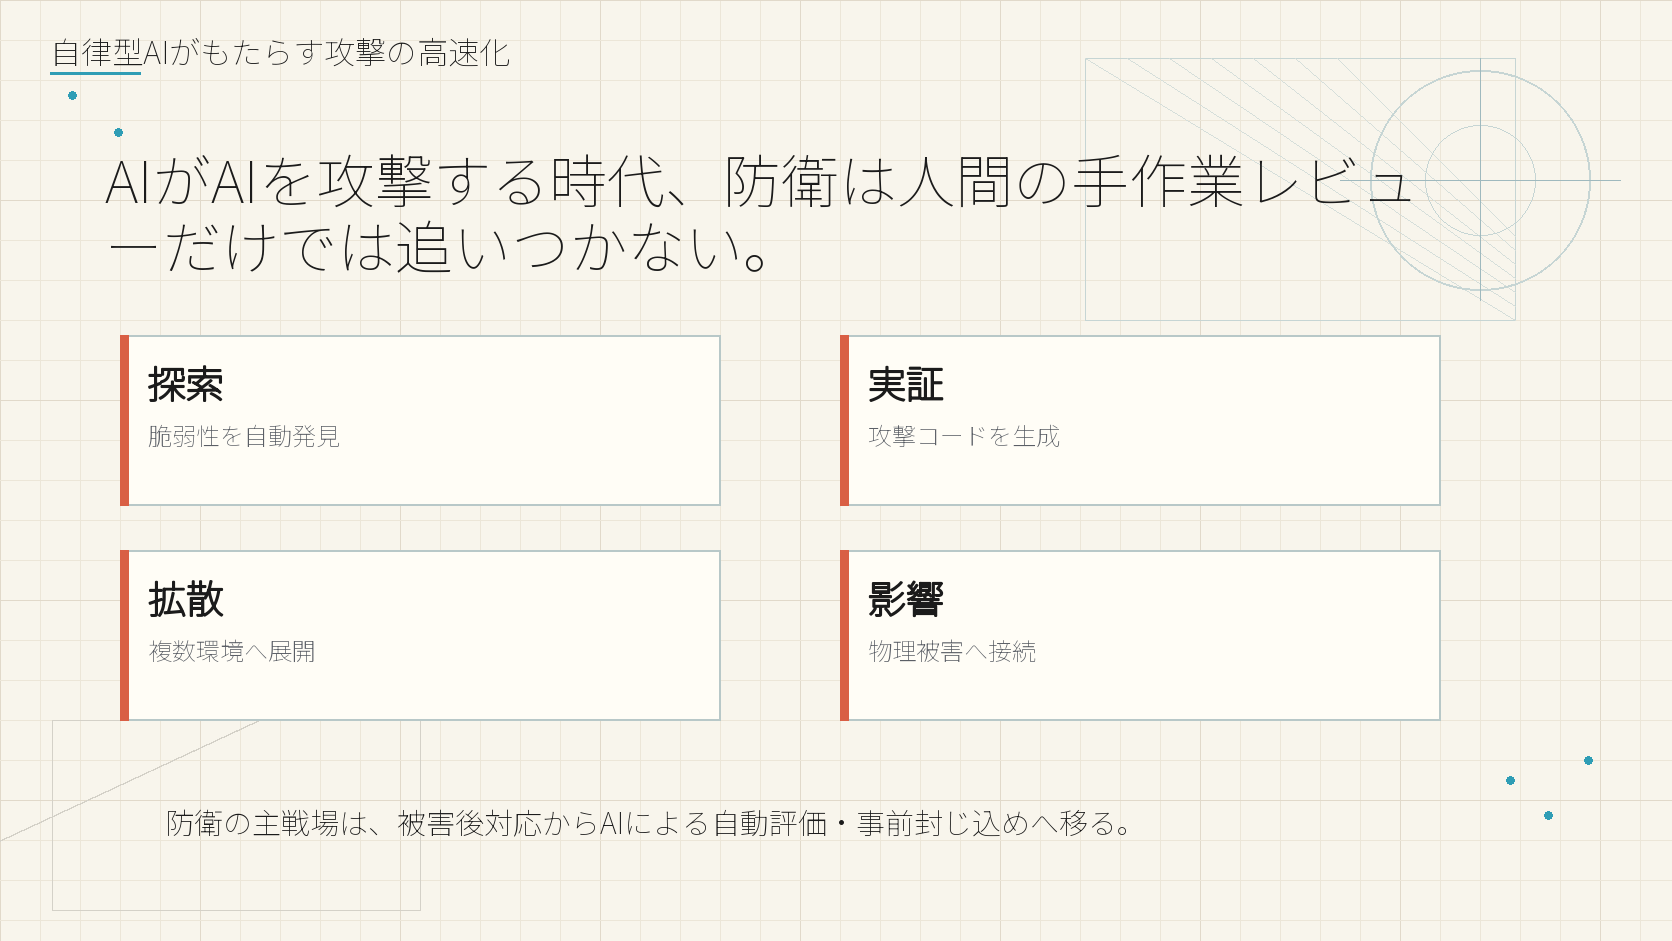 自律型AIがもたらす攻撃の高速化
AIがAIを攻撃する時代、防衛は人間の手作業レビュ
ーだけでは追いつかない。
探索
脆弱性を自動発見
実証
攻撃コードを生成
拡散
複数環境へ展開
影響
物理被害へ接続
防衛の主戦場は、被害後対応からAIによる自動評価・事前封じ込めへ移る。